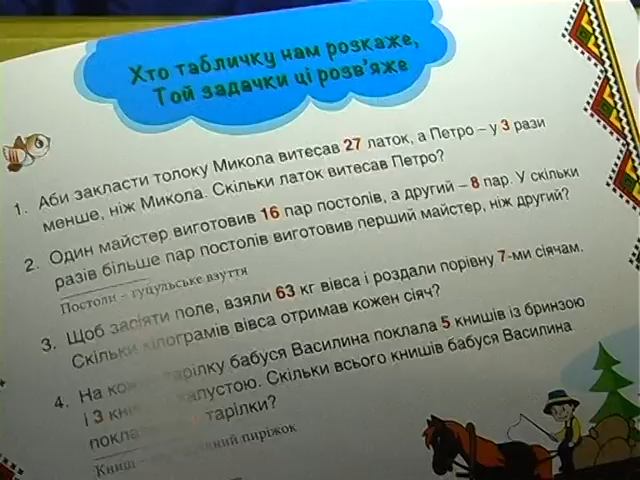 Хто табличку нам розкаже,
Той задачки ці розв'яже
1. Аби закласти толоку Микола витесав 27 латок, а Петро – у 3 рази
менше, ніж Микола. Скільки латок витесав Петро?
2. Один майстер виготовив 16 пар постолів, а другий – 8 пар. У скільки
разів більше пар постолів виготовив перший майстер, ніж другий?
Постоли – гуцульське взуття
3. Щоб засіяти поле, взяли 63 кг вівса і роздали порівну 7-ми сіячам.
Скільки кілограмів вівса отримав кожен сіяч?
4. На тарілку бабуся Василина поклала 5 книшів із бринзою
і 3 капустою. Скільки всього книшів бабуся Василина
тарілки?
Книш – пиріжок